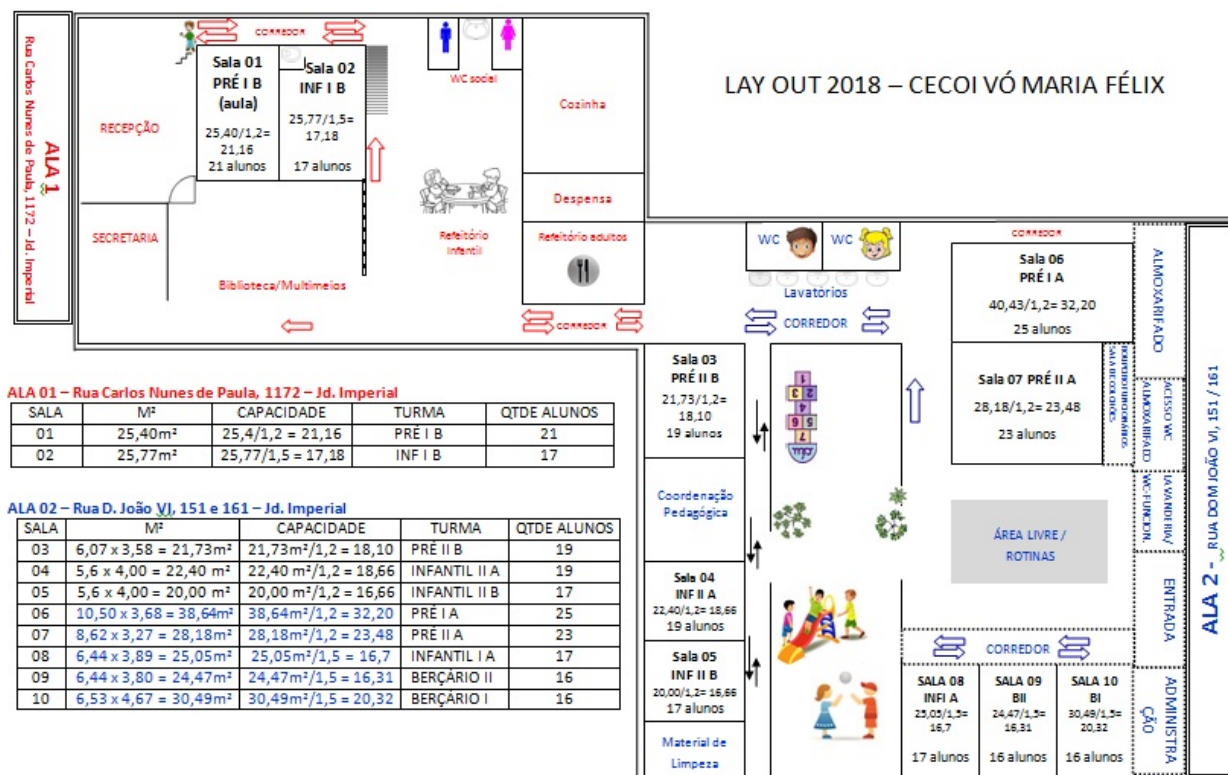 LAY OUT 2018 – CECOI VÓ MARIA FÉLIX
ALA 1
Rua Carlos Nunes de Paula, 1172 – Jd. Imperial
CORREDOR
RECEPÇÃO
SECRETARIA
Sala 01
PRÉ I B
(aula)
25,40/1,2=
21,16
21 alunos
Sala 02
INF I B
25,77/1,5=
17,18
17 alunos
WC social
Cozinha
Despensa
Refeitório
Infantil
Refeitório adultos
Biblioteca/Multimeios
CORREDOR
WC
WC
Lavatórios
CORREDOR
CORREDOR
Sala 06
PRÉ I A
40,43/1,2= 32,20
25 alunos
Sala 07 PRÉ II A
28,18/1,2= 23,48
23 alunos
ALMOXARIFADO
SALA DE COLCHÕES
ACESSO WC
ALMOXARIFADO
LAVANDERIA/
WC-FUNCION.
ENTRADA
ADMINISTRA
ÇÃO
ALA 2 - RUA DOM JOÃO VI, 151 / 161
Sala 03
PRÉ II B
21,73/1,2=
18,10
19 alunos
1
2 3
4
5 6
7
céu
Coordenação
Pedagógica
ÁREA LIVRE /
ROTINAS
Sala 04
INF II A
22,40/1,2= 18,66
19 alunos
Sala 05
INF II B
20,00/1,2= 16,66
17 alunos
Material de
Limpeza
CORREDOR
SALA 08
INFI A
25,05/1,5=
16,7
17 alunos
SALA 09
BII
24,47/1,5=
16,31
16 alunos
SALA 10
BI
30,49/1,5=
20,32
16 alunos
ALA 01 – Rua Carlos Nunes de Paula, 1172 – Jd. Imperial
SALA M² CAPACIDADE TURMA QTDE ALUNOS
01 25,40m² 25,4/1,2 = 21,16 PRÉ I B 21
02 25,77m² 25,77/1,5 = 17,18 INF I B 17
ALA 02 – Rua D. João VI, 151 e 161 – Jd. Imperial
SALA M² CAPACIDADE TURMA QTDE ALUNOS
03 6,07 x 3,58 = 21,73m² 21,73m²/1,2 = 18,10 PRÉ II B 19
04 5,6 x 4,00 = 22,40 m² 22,40 m²/1,2 = 18,66 INFANTIL II A 19
05 5,6 x 4,00 = 20,00 m² 20,00 m²/1,2 = 16,66 INFANTIL II B 17
06 10,50 x 3,68 = 38,64m² 38,64m²/1,2 = 32,20 PRÉ I A 25
07 8,62 x 3,27 = 28,18m² 28,18m²/1,2 = 23,48 PRÉ II A 23
08 6,44 x 3,89 = 25,05m² 25,05m²/1,5 = 16,7 INFANTIL I A 17
09 6,44 x 3,80 = 24,47m² 24,47m²/1,5 = 16,31 BERÇÁRIO II 16
10 6,53 x 4,67 = 30,49m² 30,49m²/1,5 = 20,32 BERÇÁRIO I 16